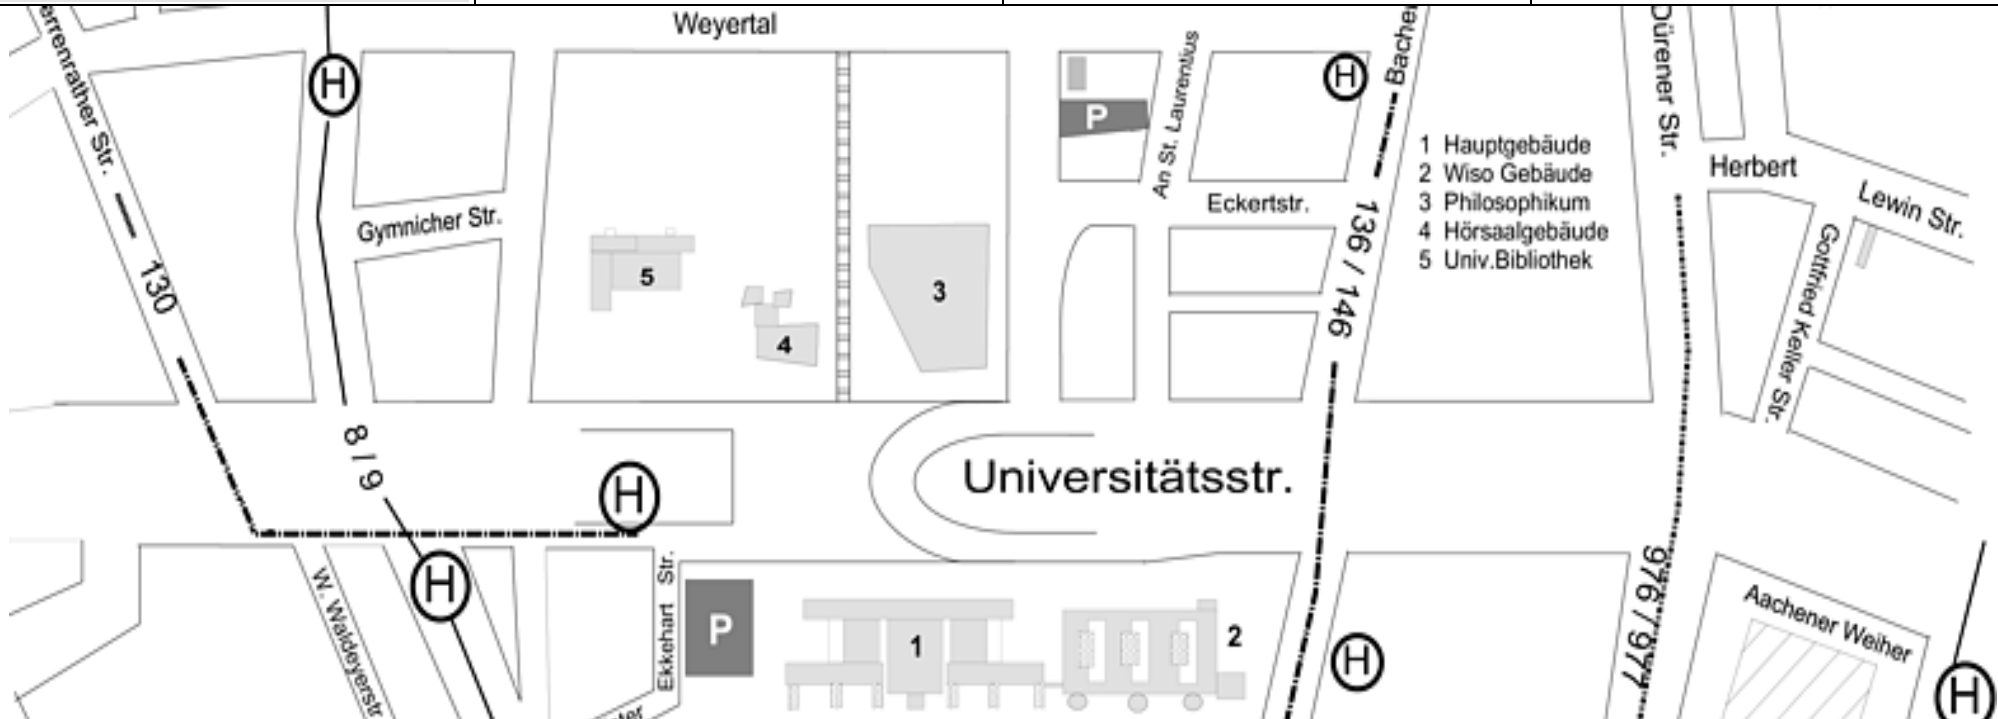 Weyertal
errenrather Str.
H
An St. Laurentius
H
Bachem
Dürener Str.
P
1 Hauptgebäude
2 Wiso Gebäude
3 Philosophikum
4 Hörsaalgebäude
5 Univ.Bibliothek
Herbert
Lewin Str.
Gymnicher Str.
Eckertstr.
130
136 / 146
Gottfried Keller Str.
5
3
4
8 / 9
Universitätsstr.
H
H
W. Waldeyerstr
Ekkehart Str.
P
1
2
H
976 / 977
Aachener Weiher
H